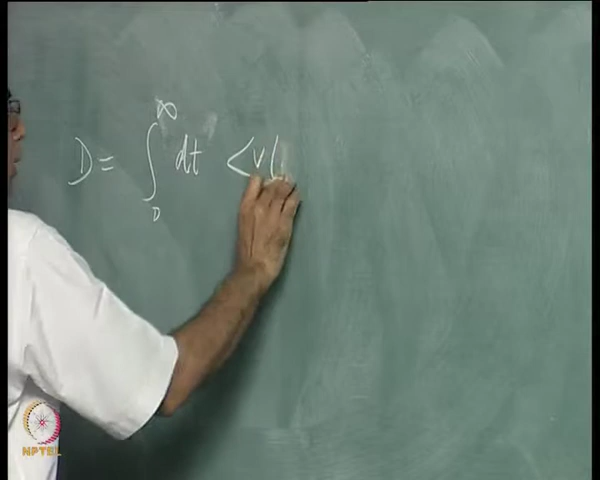 D = ∫₀^∞ dt <v(
NPTEL